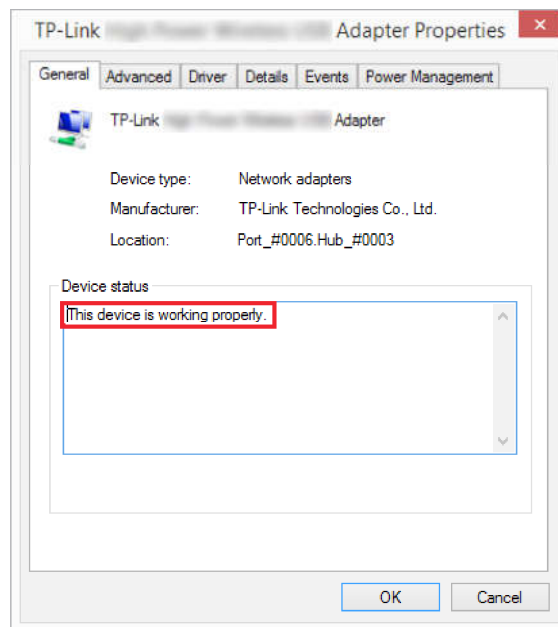 TP-Link Adapter Properties
General Advanced Driver Details Events Power Management
TP-Link Adapter
Device type: Network adapters
Manufacturer: TP-Link Technologies Co., Ltd.
Location: Port_#0006.Hub_#0003
Device status
This device is working properly.
OK Cancel